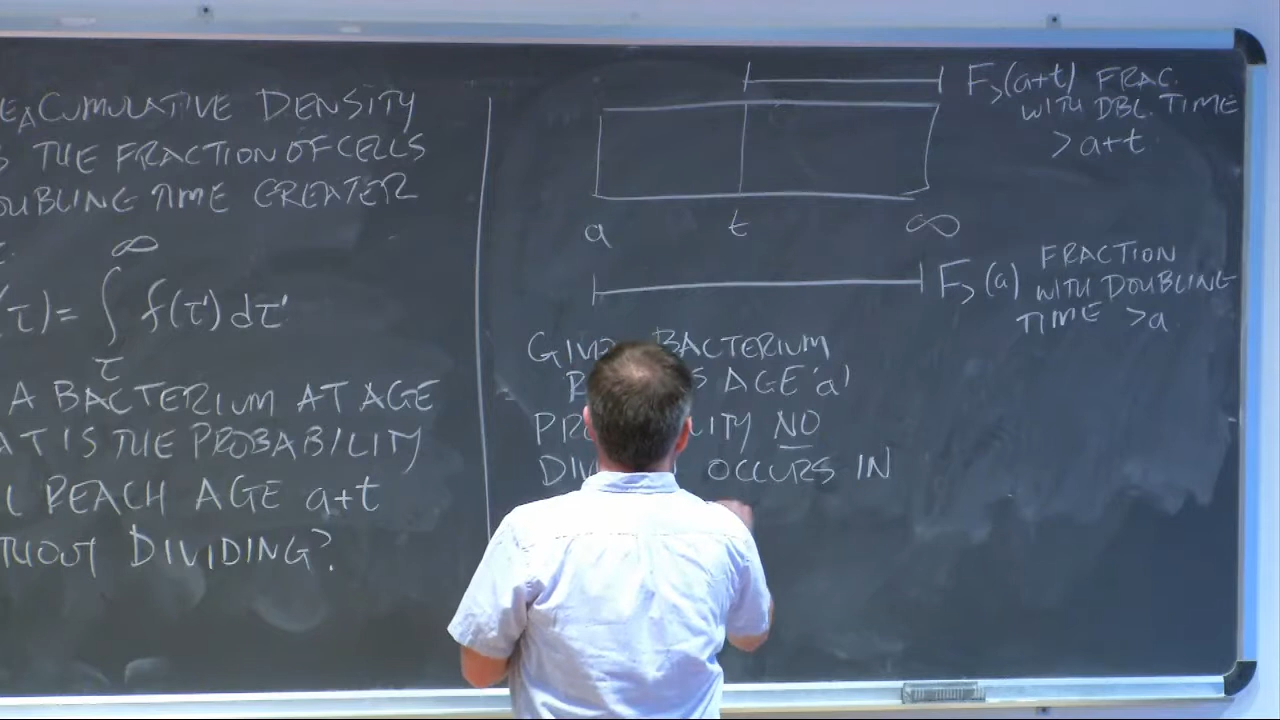 CUMULATIVE DENSITY
THE FRACTION OF CELLS
DOUBLING TIME GREATER
∞
(τ) = ∫ f(τ') dτ'
τ
A BACTERIUM AT AGE
IS THE PROBABILITY
REACH AGE a+t
DIVIDING?
F>(a+t) FRAC.
WITH DBL. TIME
>a+t
a t ∞
F>(a) FRACTION
WITH DOUBLING
TIME >a
BACTERIUM
AGE 'a'
NO
OCCURS IN